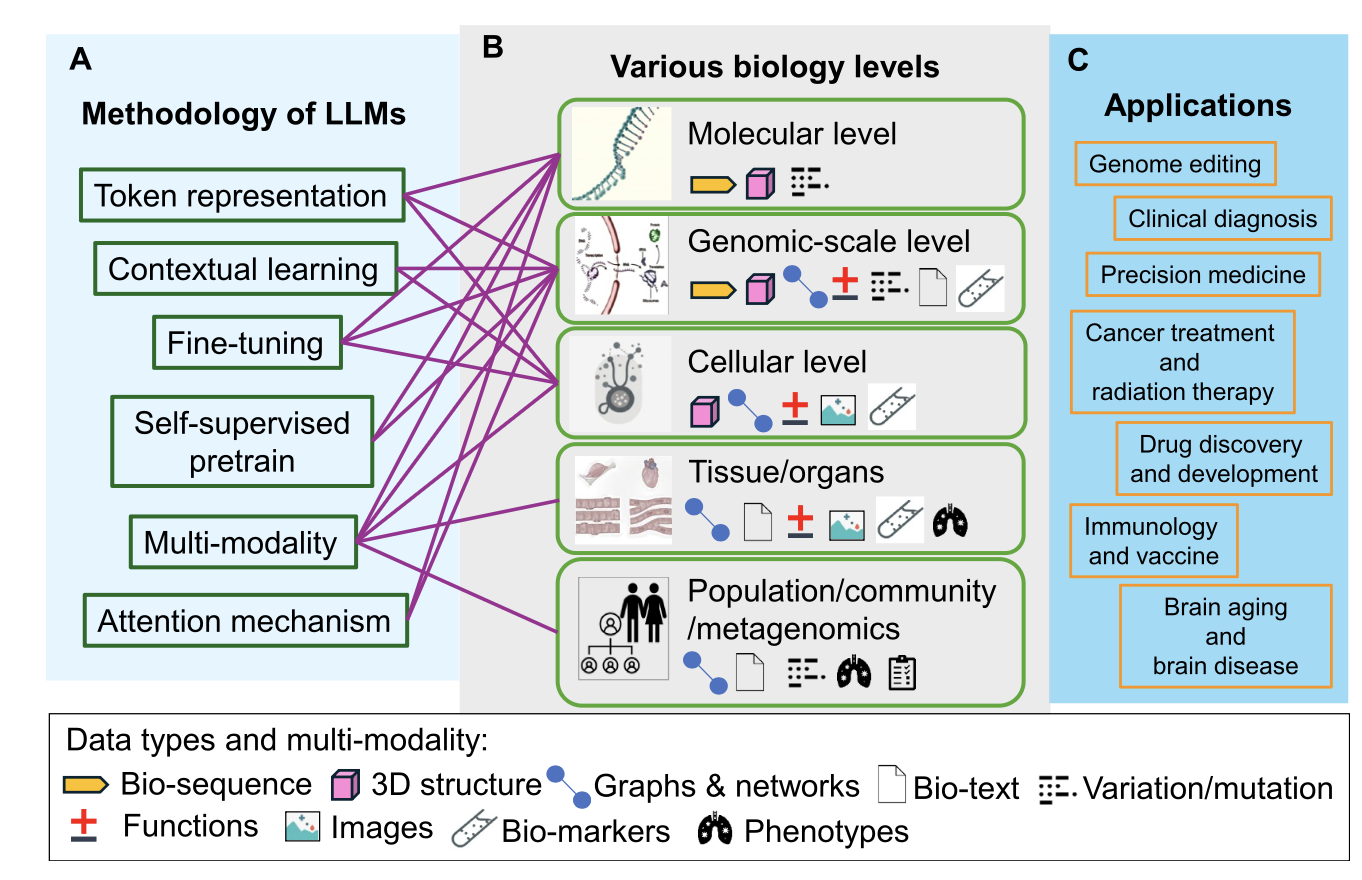 A
Methodology of LLMs
Token representation
Contextual learning
Fine-tuning
Self-supervised
pretrain
Multi-modality
Attention mechanism
B
Various biology levels
Molecular level
Genomic-scale level
Cellular level
Tissue/organs
Population/community
/metagenomics
C
Applications
Genome editing
Clinical diagnosis
Precision medicine
Cancer treatment
and
radiation therapy
Drug discovery
and development
Immunology
and vaccine
Brain aging
and
brain disease
Data types and multi-modality:
Bio-sequence 3D structure Graphs & networks Bio-text Variation/mutation
Functions Images Bio-markers Phenotypes